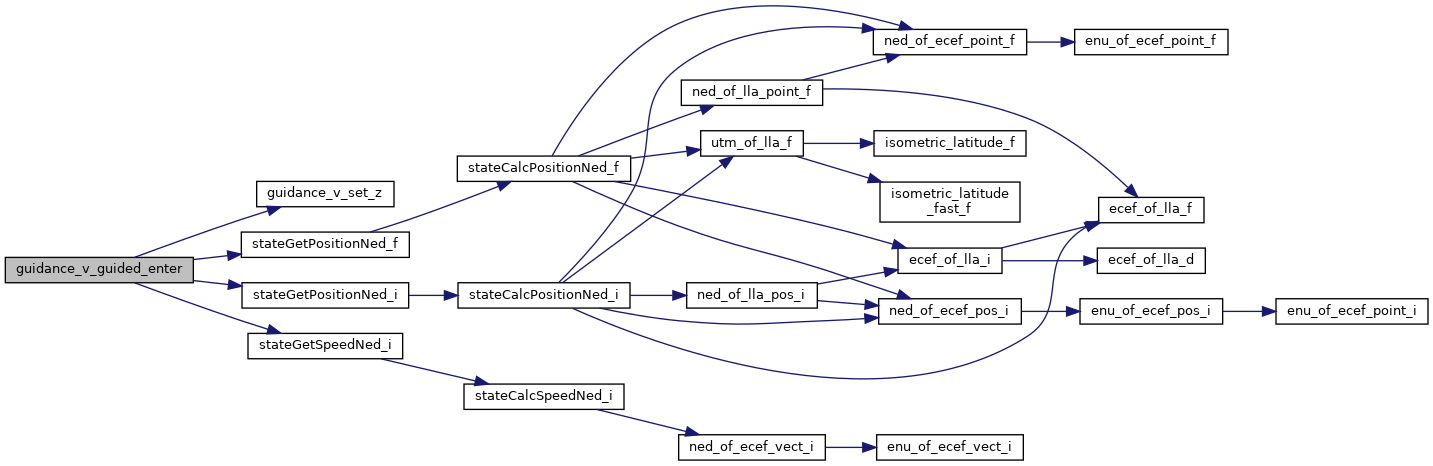 guidance_v_guided_enter
guidance_v_set_z
stateGetPositionNed_f
stateGetPositionNed_i
stateGetSpeedNed_i
stateCalcPositionNed_f
stateCalcPositionNed_i
stateCalcSpeedNed_i
ned_of_lla_point_f
utm_of_lla_f
ned_of_lla_pos_i
ned_of_ecef_vect_i
ned_of_ecef_point_f
isometric_latitude_f
isometric_latitude
_fast_f
ecef_of_lla_i
ned_of_ecef_pos_i
enu_of_ecef_vect_i
enu_of_ecef_point_f
ecef_of_lla_f
ecef_of_lla_d
enu_of_ecef_pos_i
enu_of_ecef_point_i